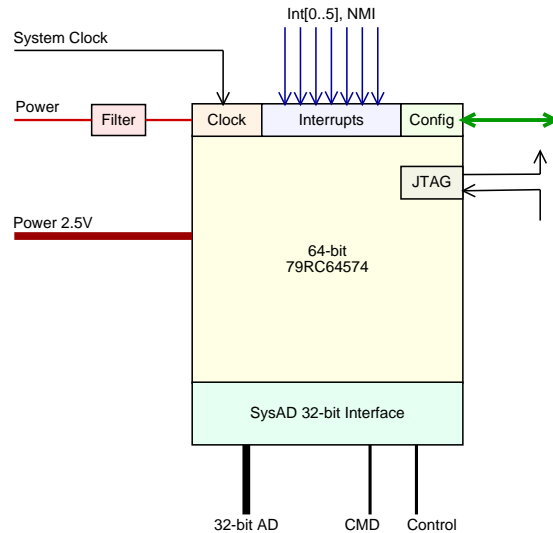 Int[0..5], NMI
System Clock
Power
Filter
Clock
Interrupts
Config
JTAG
Power 2.5V
64-bit
79RC64574
SysAD 32-bit Interface
32-bit AD
CMD
Control